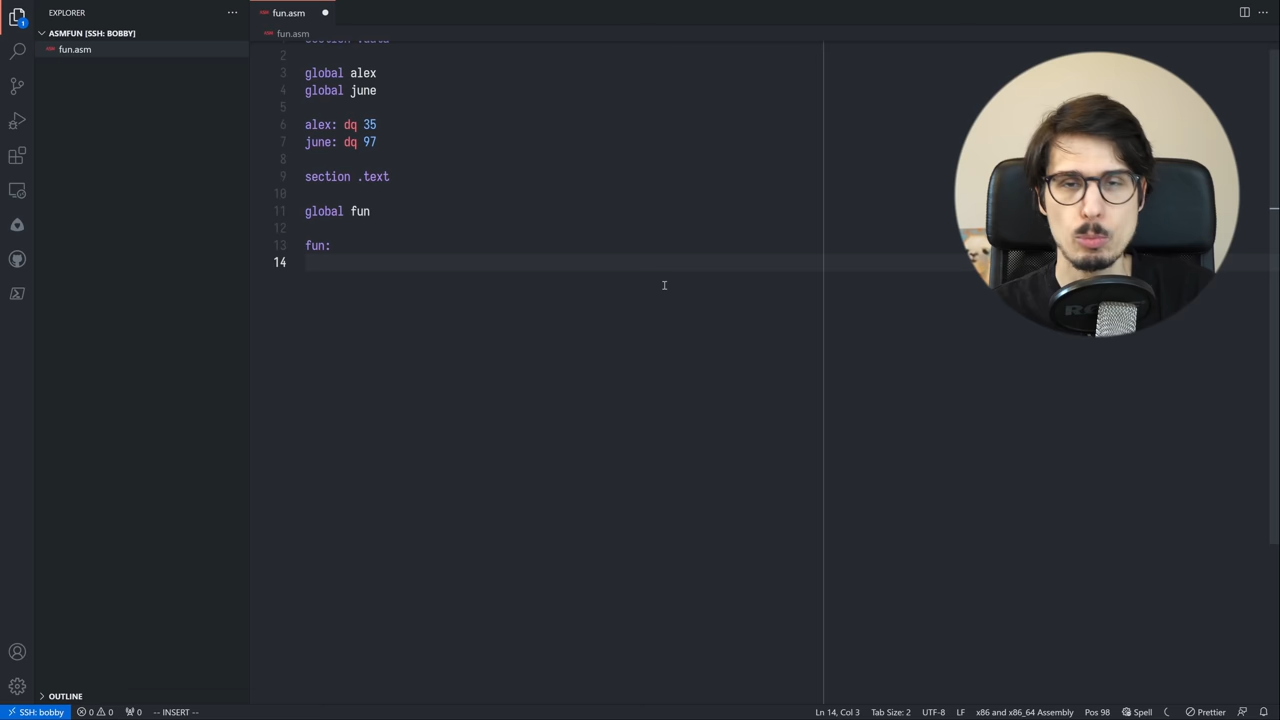 EXPLORER
ASMFUN [SSH: BOBBY]
fun.asm
OUTLINE
fun.asm
fun.asm
2
3 global alex
4 global june
5
6 alex: dq 35
7 june: dq 97
8
9 section .text
10
11 global fun
12
13 fun:
14
1
SSH: bobby 0 0 0 -- INSERT -- Ln 14, Col 3 Tab Size: 2 UTF-8 LF x86 and x86_64 Assembly Pos 98 Spell Prettier